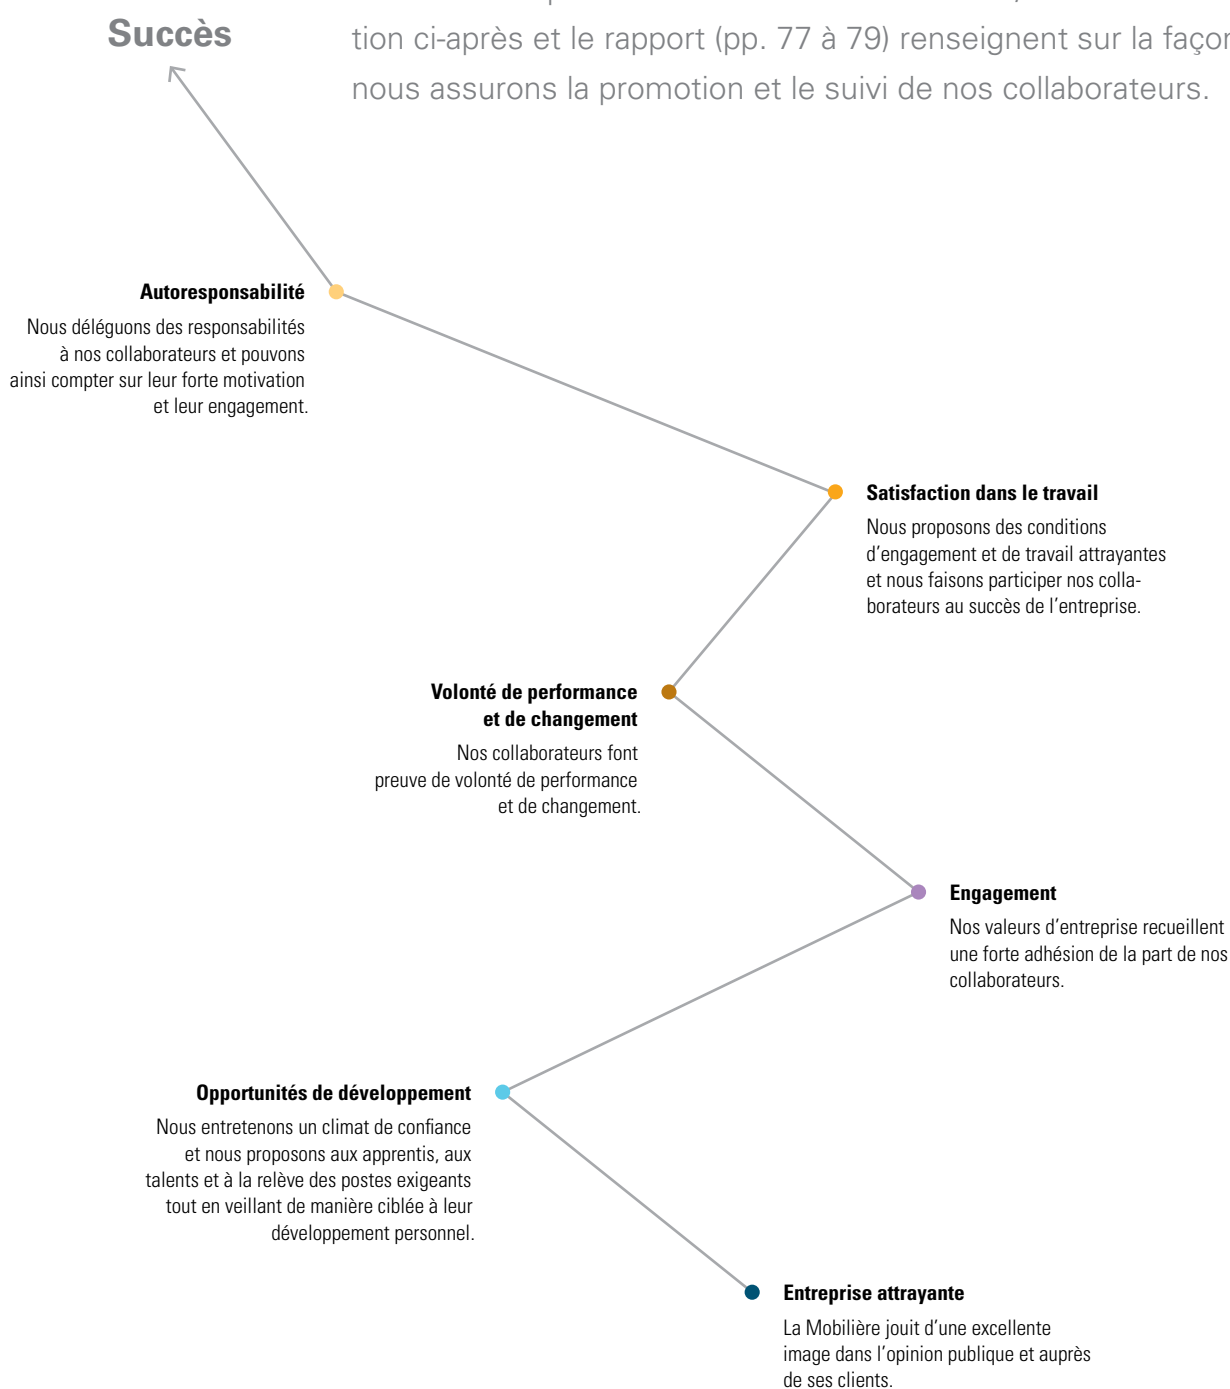 Succès
tion ci-après et le rapport (pp. 77 à 79) renseignent sur la façon
nous assurons la promotion et le suivi de nos collaborateurs.
Autoresponsabilité
Nous déléguons des responsabilités
à nos collaborateurs et pouvons
ainsi compter sur leur forte motivation
et leur engagement.
Satisfaction dans le travail
Nous proposons des conditions
d’engagement et de travail attrayantes
et nous faisons participer nos colla-
borateurs au succès de l’entreprise.
Volonté de performance
et de changement
Nos collaborateurs font
preuve de volonté de performance
et de changement.
Engagement
Nos valeurs d’entreprise recueillent
une forte adhésion de la part de nos
collaborateurs.
Opportunités de développement
Nous entretenons un climat de confiance
et nous proposons aux apprentis, aux
talents et à la relève des postes exigeants
tout en veillant de manière ciblée à leur
développement personnel.
Entreprise attrayante
La Mobilière jouit d’une excellente
image dans l’opinion publique et auprès
de ses clients.